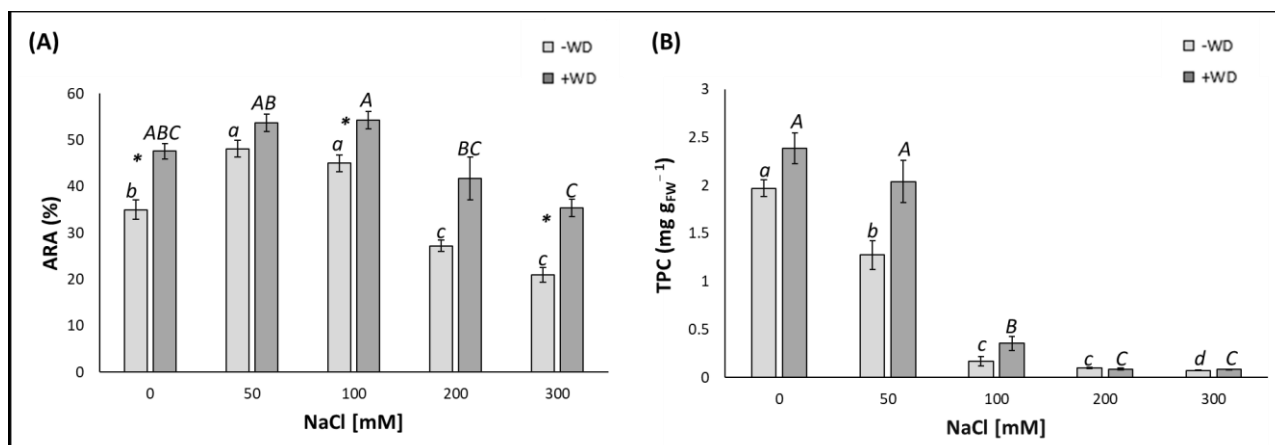 (A)
-WD
+WD
ARA (%)
60
50
40
30
20
10
0
* b ABC
a AB
* a A
c BC
* c C
0 50 100 200 300
NaCl [mM]
(B)
-WD
+WD
TPC (mg g_FW⁻¹)
3
2.5
2
1.5
1
0.5
0
a A
b A
c B
c C
d C
0 50 100 200 300
NaCl [mM]